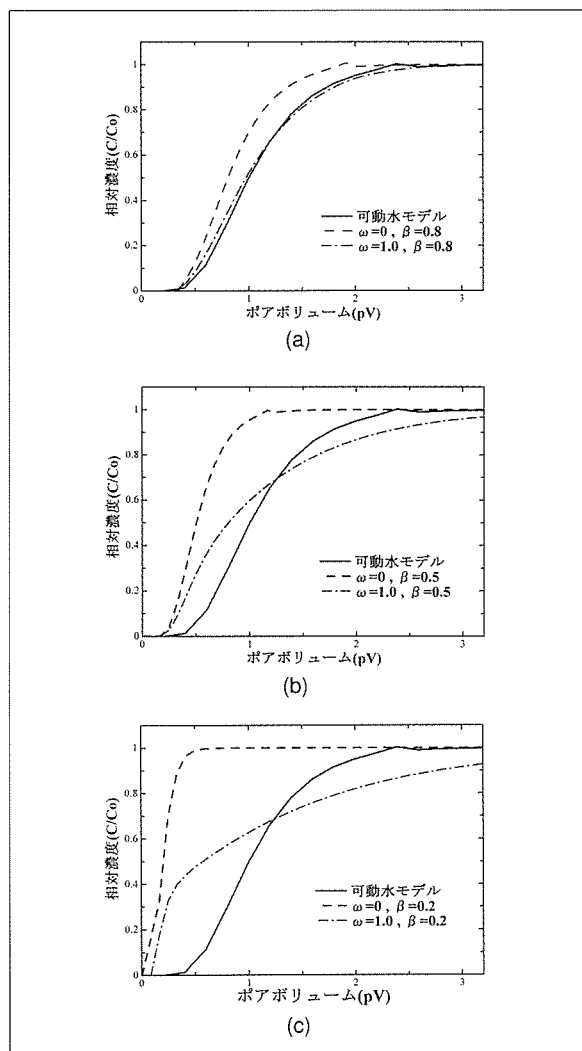 1
0.8
0.6
0.4
0.2
0
相対濃度(C/Co)
可動水モデル
ω=0 , β=0.8
ω=1.0 , β=0.8
0 1 2 3
ポアボリューム(pV)
(a)
1
0.8
0.6
0.4
0.2
0
相対濃度(C/Co)
可動水モデル
ω=0 , β=0.5
ω=1.0 , β=0.5
0 1 2 3
ポアボリューム(pV)
(b)
1
0.8
0.6
0.4
0.2
0
相対濃度(C/Co)
可動水モデル
ω=0 , β=0.2
ω=1.0 , β=0.2
0 1 2 3
ポアボリューム(pV)
(c)